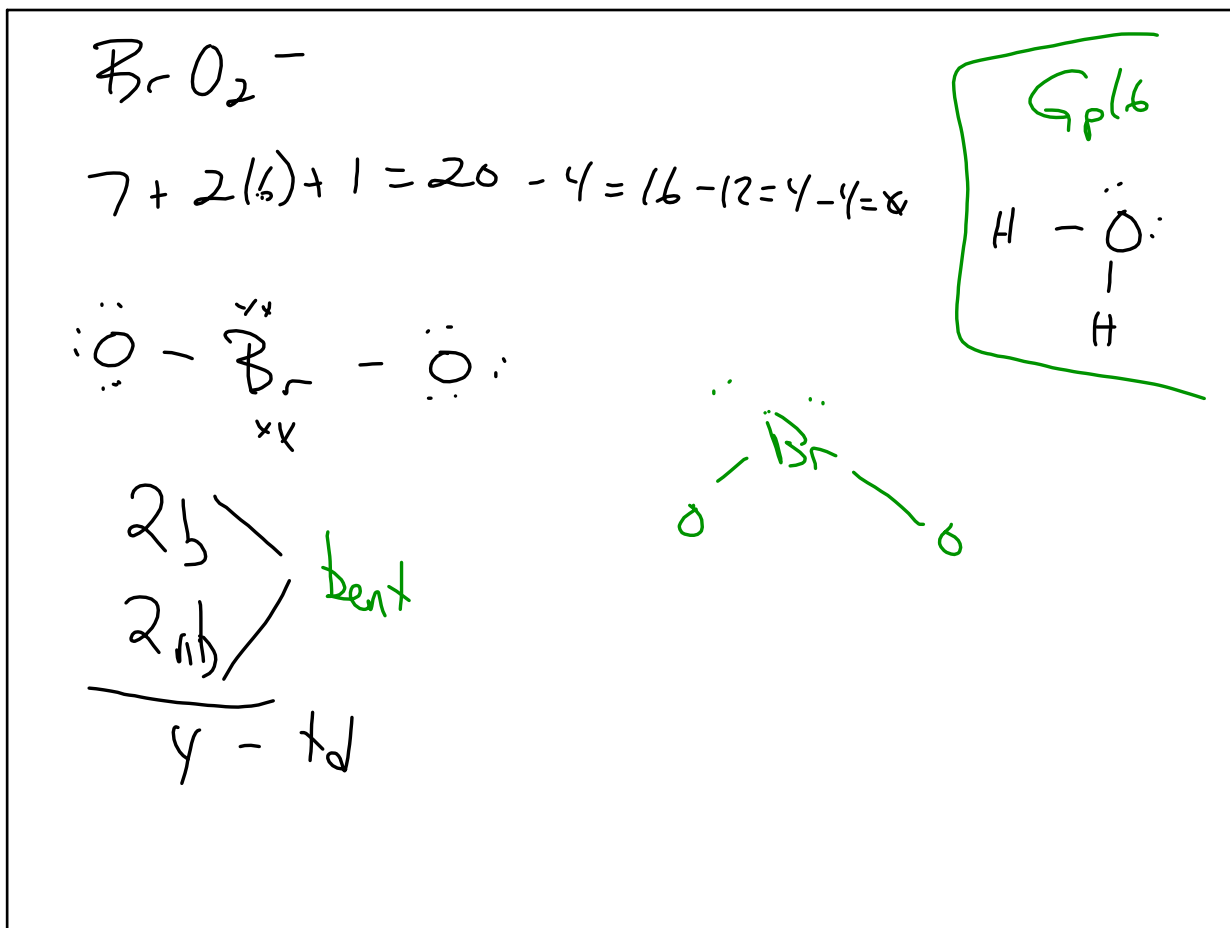 BrO₂⁻
7 + 2(6) + 1 = 20 - 4 = 16 - 12 = 4 - 4 = 0
O - Br - O
2b
2nb
bent
4 - td
Br
O O
Gp16
H - O
H